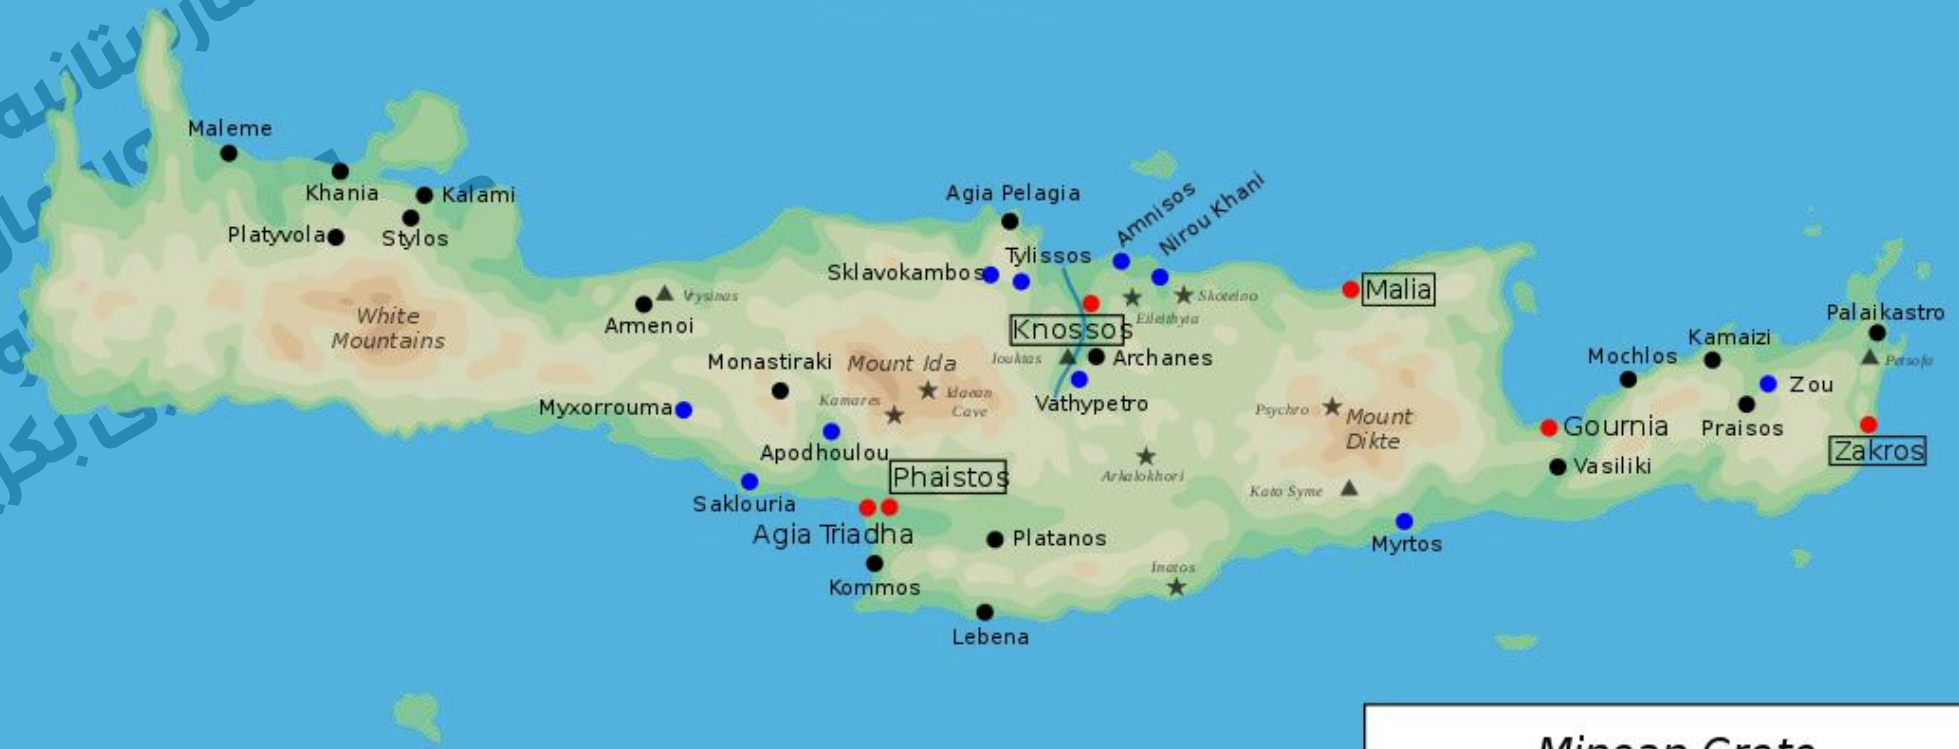 Maleme
Khania
Kalami
Platyvola
Stylos
White
Mountains
Armenoi
Vrysinas
Agia Pelagia
Amnisos
Nirou Khani
Sklavokambos
Tylissos
Skoteino
Eileithyia
Knossos
Malia
Iouktas
Archanes
Vathypetro
Monastiraki
Mount Ida
Kamares
Idaean
Cave
Myxorrouma
Apodhoulou
Saklouria
Phaistos
Agia Triadha
Kommos
Platanos
Lebena
Arkalokhori
Inatos
Psychro
Mount
Dikte
Kato Syme
Myrtos
Gournia
Vasiliki
Mochlos
Kamaizi
Zou
Praisos
Palaikastro
Petsofa
Zakros
Minoan Crete